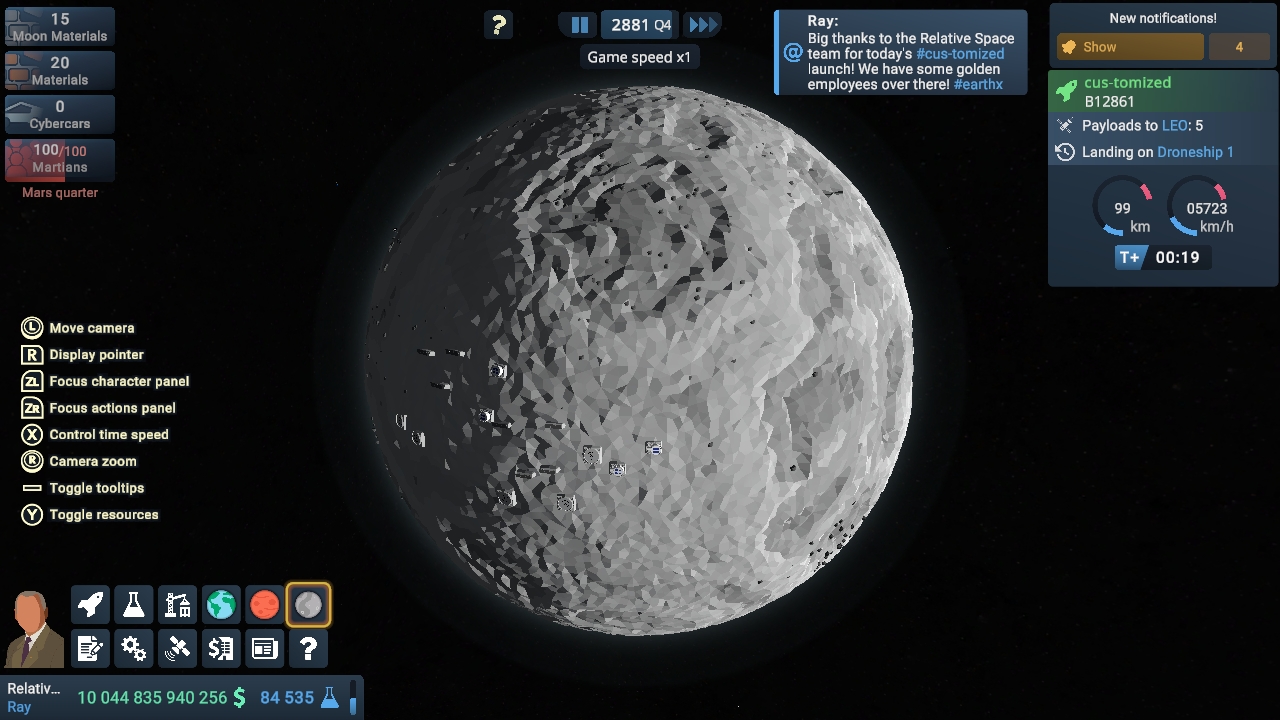 15
Moon Materials
20
Materials
0
Cybercars
100/100
Martians
Mars quarter
?
2881 Q4
Game speed x1
Ray:
@ Big thanks to the Relative Space
team for today's #cus-tomized
launch! We have some golden
employees over there! #earthx
New notifications!
Show 4
cus-tomized
B12861
Payloads to LEO: 5
Landing on Droneship 1
99 km
05723 km/h
T+ 00:19
L Move camera
R Display pointer
ZL Focus character panel
ZR Focus actions panel
X Control time speed
R Camera zoom
Toggle tooltips
Y Toggle resources
?
Relativ...
Ray
10 044 835 940 256 $ 84 535